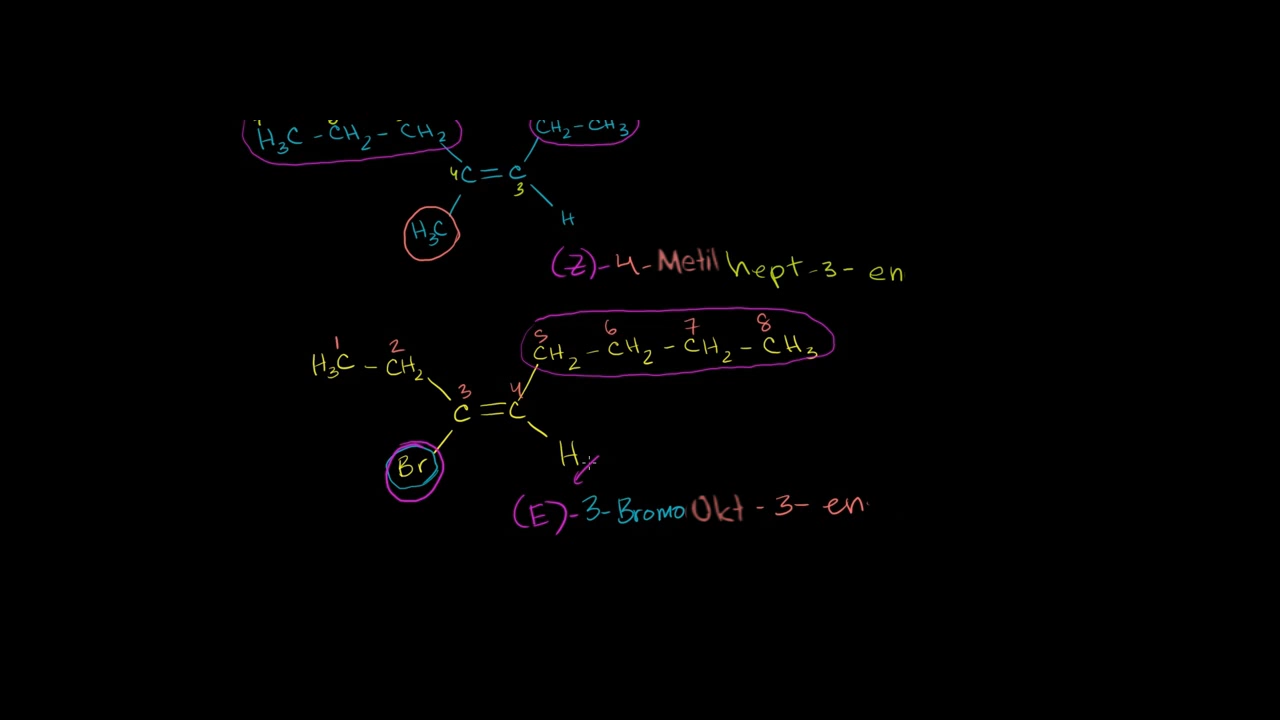 H3C - CH2 - CH2 CH2 - CH3
4 C = C
3
H3C H
(Z)-4-Metil hept-3-en
5 6 7 8
CH2 - CH2 - CH2 - CH3
1 2
H3C - CH2
3 4
C = C
Br H
(E)-3-Bromo Okt-3-en